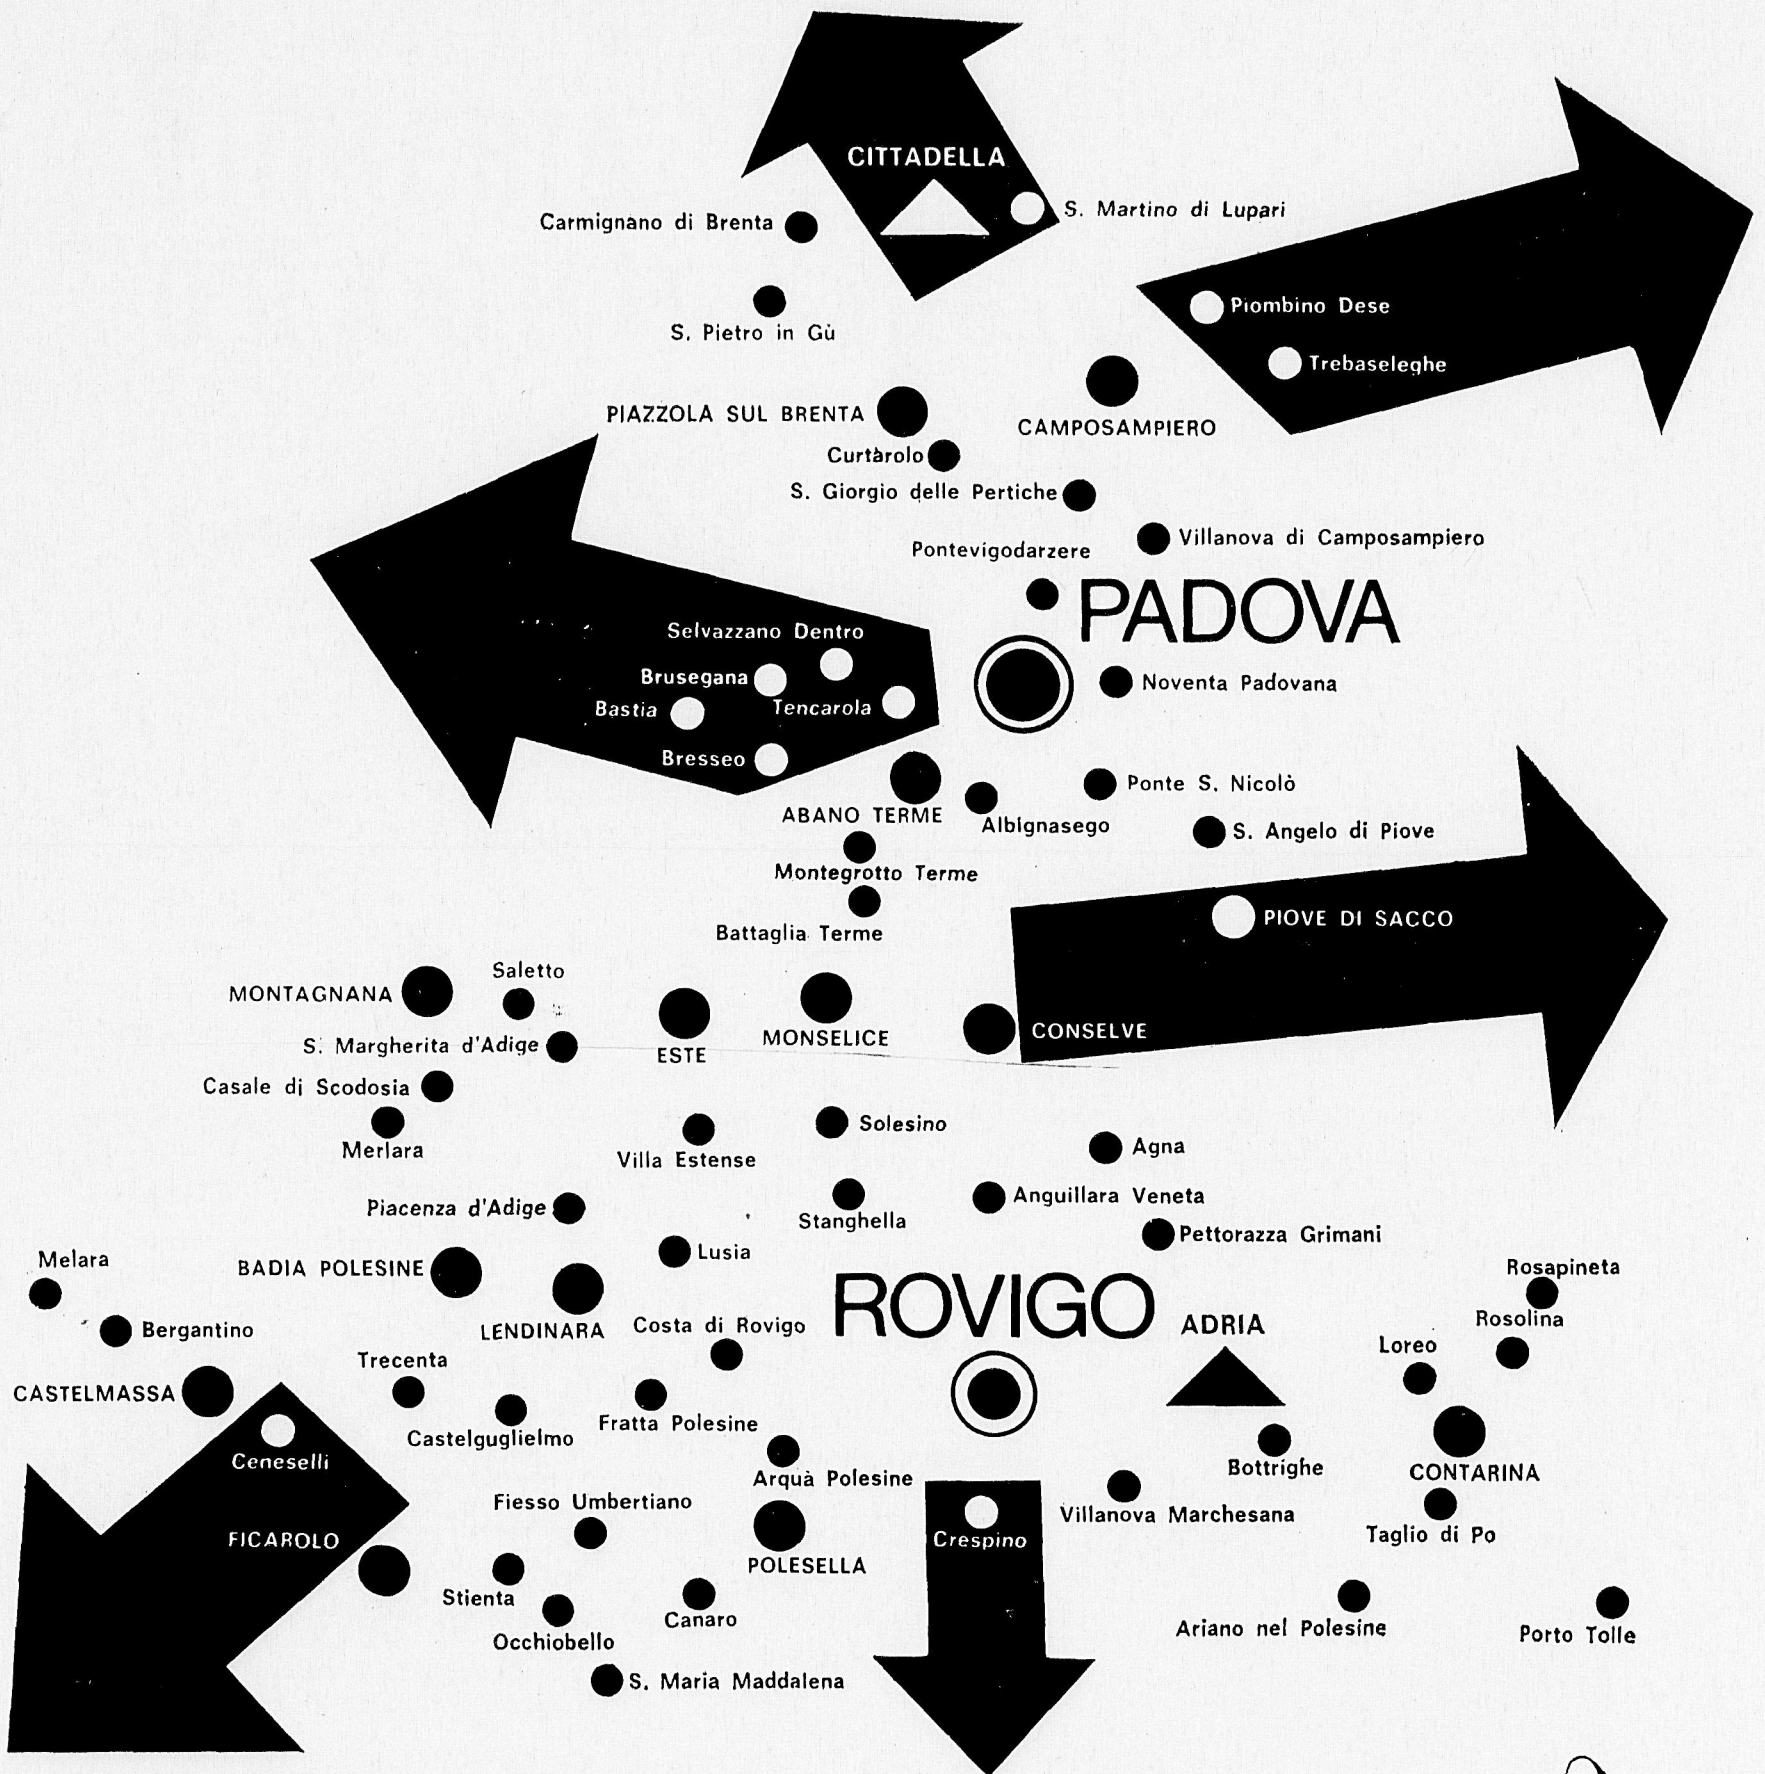 CITTADELLA
Carmignano di Brenta
S. Martino di Lupari
Piombino Dese
S. Pietro in Gù
Trebaseleghe
PIAZZOLA SUL BRENTA
CAMPOSAMPIERO
Curtàrolo
S. Giorgio delle Pertiche
Villanova di Camposampiero
Pontevigodarzere
PADOVA
Selvazzano Dentro
Brusegana
Noventa Padovana
Bastia
Tencarola
Bresseo
Ponte S. Nicolò
ABANO TERME
Albignasego
S. Angelo di Piove
Montegrotto Terme
PIOVE DI SACCO
Battaglia Terme
Saletto
MONTAGNANA
CONSELVE
MONSELICE
S. Margherita d'Adige
ESTE
Casale di Scodosia
Solesino
Merlara
Villa Estense
Agna
Piacenza d'Adige
Anguillara Veneta
Stanghella
Pettorazza Grimani
Lusia
Melara
BADIA POLESINE
Rosapineta
ROVIGO
Rosolina
ADRIA
Costa di Rovigo
LENDINARA
Bergantino
Loreo
Trecenta
CASTELMASSA
Fratta Polesine
Castelguglielmo
Ceneselli
Bottrighe
CONTARINA
Arquà Polesine
Fiesso Umbertiano
Villanova Marchesana
Taglio di Po
FICAROLO
Crespino
POLESELLA
Stienta
Canaro
Ariano nel Polesine
Porto Tolle
Occhiobello
S. Maria Maddalena